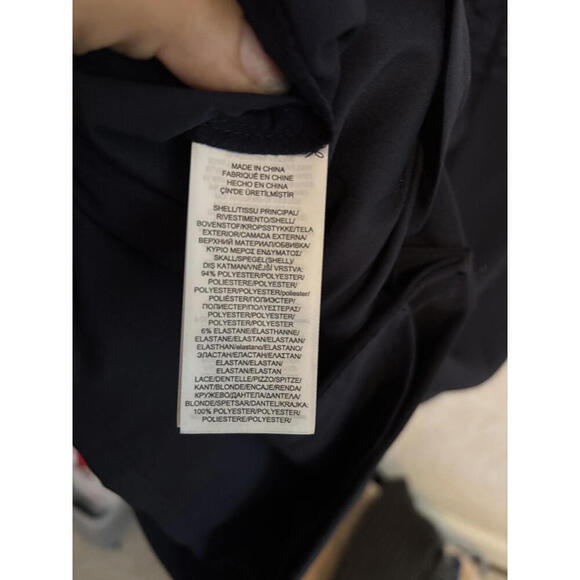 MADE IN CHINA
FABRIQUÉ EN CHINE
HECHO EN CHINA
ÇİN'DE ÜRETİLMİŞTİR
SHELL/TISSU PRINCIPAL/
RIVESTIMENTO/SHELL/
BOVENSTOF/KROPSSTYKKE/TELA
EXTERIOR/CAMADA EXTERNA/
ВЕРХНИЙ МАТЕРИАЛ/ОБВИВКА/
ΚΥΡΙΟ ΜΕΡΟΣ ΕΝΔΥΜΑΤΟΣ/
SKALL/SPEGEL(SHELL)/
DIŞ KATMAN/VNĚJŠÍ VRSTVA:
94% POLYESTER/POLYESTER/
POLIESTERE/POLYESTER/
POLYESTER/POLYESTER/poliester/
POLIÉSTER/ПОЛИЭСТЕР/
ПОЛИЕСТЕР/ΠΟΛΥΕΣΤΕΡ/
POLYESTER/POLYESTER/
POLYESTER/POLYESTER
6% ELASTANE/ÉLASTHANNE/
ELASTANE/ELASTAN/ELASTAAN/
ELASTHAN/elastano/ELASTANO/
ЭЛАСТАН/ЕЛАСТАН/ΕΛΑΣΤΑΝ/
ELASTAN/ELASTAN/
ELASTAN/ELASTAN
LACE/DENTELLE/PIZZO/SPITZE/
KANT/BLONDE/ENCAJE/RENDA/
КРУЖЕВО/ДАНТЕЛА/ΔΑΝΤΕΛΑ/
BLONDE/SPETSAR/DANTEL/KRAJKA:
100% POLYESTER/POLYESTER/
POLIESTERE/POLYESTER/